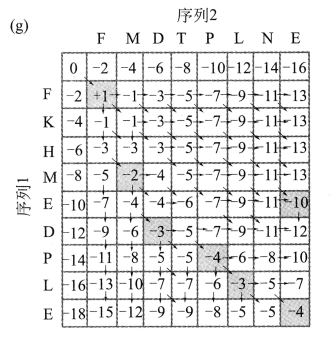 (g)
序列2
F M D T P L N E
序列1
0 -2 -4 -6 -8 -10 -12 -14 -16
F -2 +1 -1 -3 -5 -7 -9 -11 -13
K -4 -1 -1 -3 -5 -7 -9 -11 -13
H -6 -3 -3 -3 -5 -7 -9 -11 -13
M -8 -5 -2 -4 -5 -7 -9 -11 -13
E -10 -7 -4 -4 -6 -7 -9 -11 -10
D -12 -9 -6 -3 -5 -7 -9 -11 -12
P -14 -11 -8 -5 -5 -4 -6 -8 -10
L -16 -13 -10 -7 -7 -6 -3 -5 -7
E -18 -15 -12 -9 -9 -8 -5 -5 -4